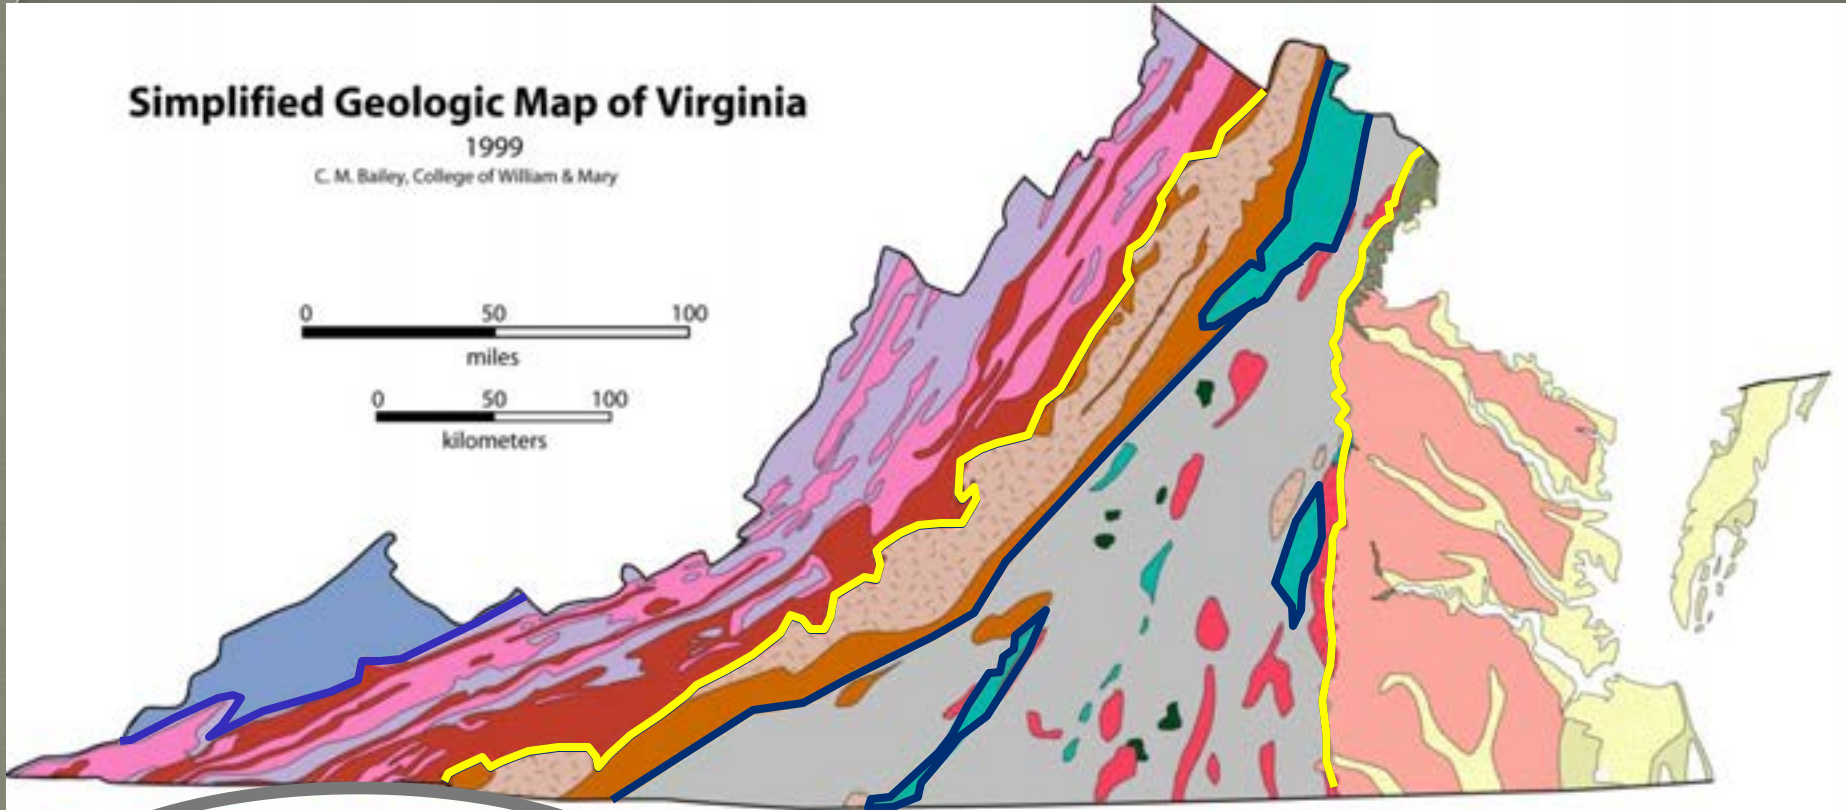 Simplified Geologic Map of Virginia
1999
C. M. Bailey, College of William & Mary
0 50 100
miles
0 50 100
kilometers